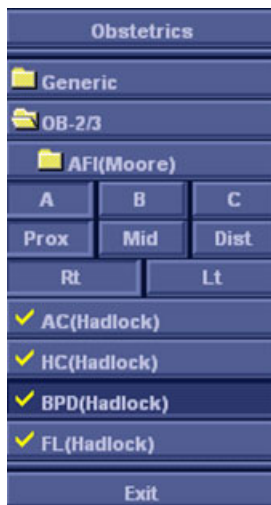 Obstetrics
Generic
OB-2/3
AFI(Moore)
A B C
Prox Mid Dist
Rt Lt
AC(Hadlock)
HC(Hadlock)
BPD(Hadlock)
FL(Hadlock)
Exit